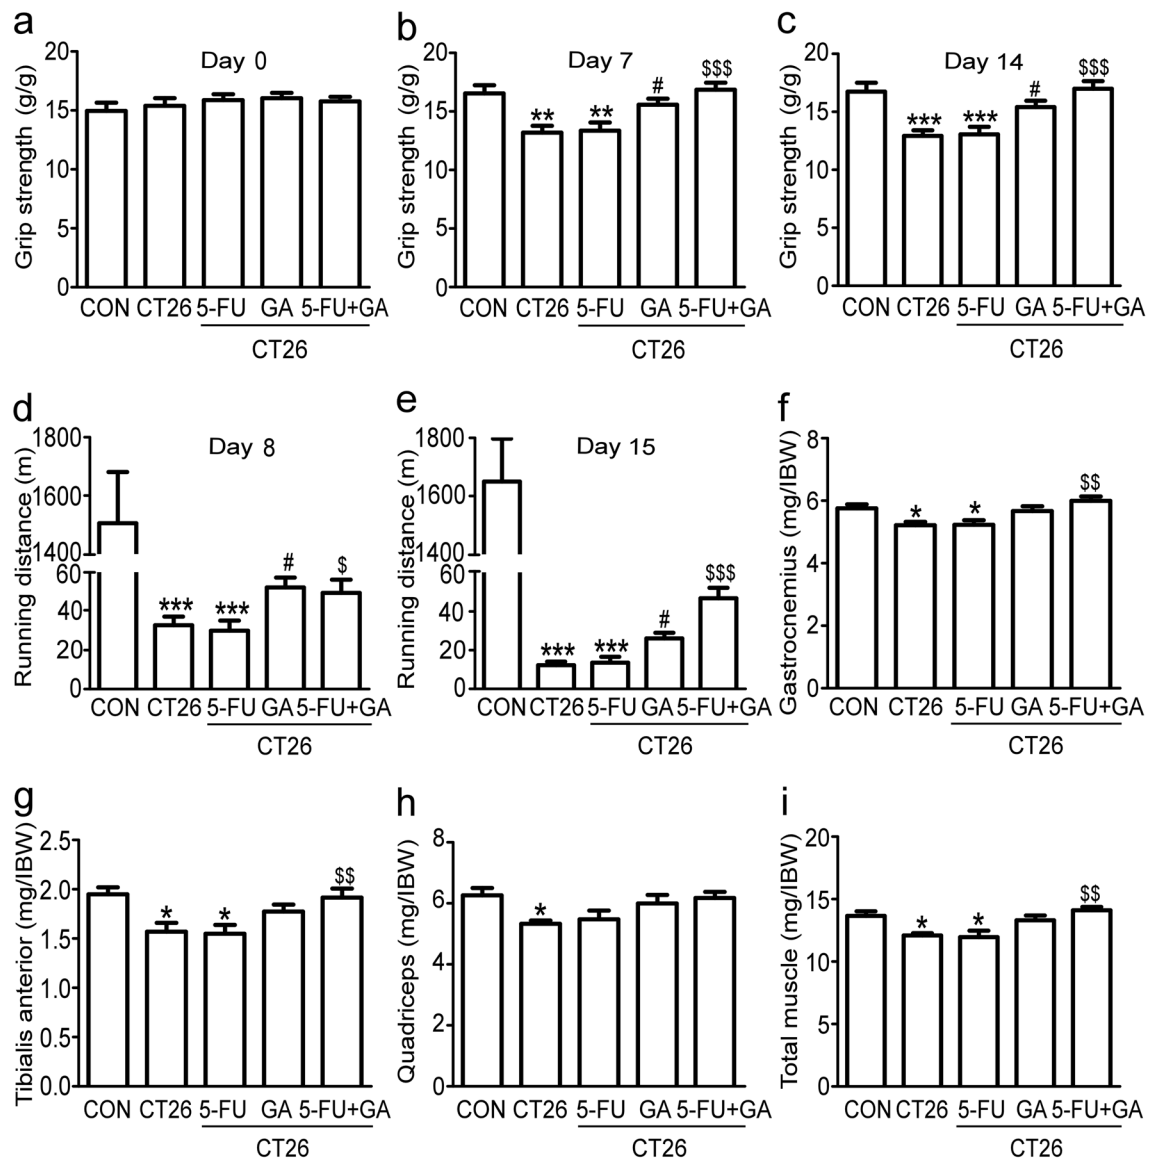 a
Day 0
Grip strength (g/g)
20
15
10
5
0
CON CT26 5-FU GA 5-FU+GA
CT26
b
Day 7
Grip strength (g/g)
20
15
10
5
0
** ** # $$$
CON CT26 5-FU GA 5-FU+GA
CT26
c
Day 14
Grip strength (g/g)
20
15
10
5
0
*** *** # $$$
CON CT26 5-FU GA 5-FU+GA
CT26
d
Day 8
Running distance (m)
1800
1600
1400
60
40
20
0
*** *** # $
CON CT26 5-FU GA 5-FU+GA
CT26
e
Day 15
Running distance (m)
1800
1600
1400
60
40
20
0
*** *** # $$$
CON CT26 5-FU GA 5-FU+GA
CT26
f
Gastrocnemius (mg/IBW)
8
6
4
2
0
* * $$
CON CT26 5-FU GA 5-FU+GA
CT26
g
Tibialis anterior (mg/IBW)
2.5
2.0
1.5
1.0
0.5
0.0
* * $$
CON CT26 5-FU GA 5-FU+GA
CT26
h
Quadriceps (mg/IBW)
8
6
4
2
0
*
CON CT26 5-FU GA 5-FU+GA
CT26
i
Total muscle (mg/IBW)
20
15
10
5
0
* * $$
CON CT26 5-FU GA 5-FU+GA
CT26